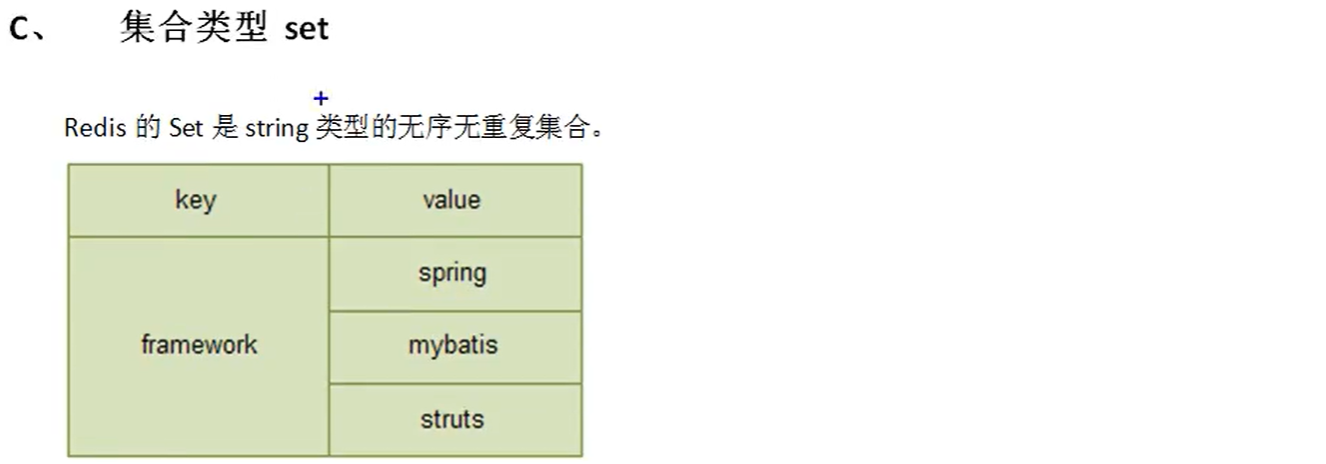 C、 集合类型 set
Redis 的 Set 是 string 类型的无序无重复集合。
key value
spring
framework mybatis
struts